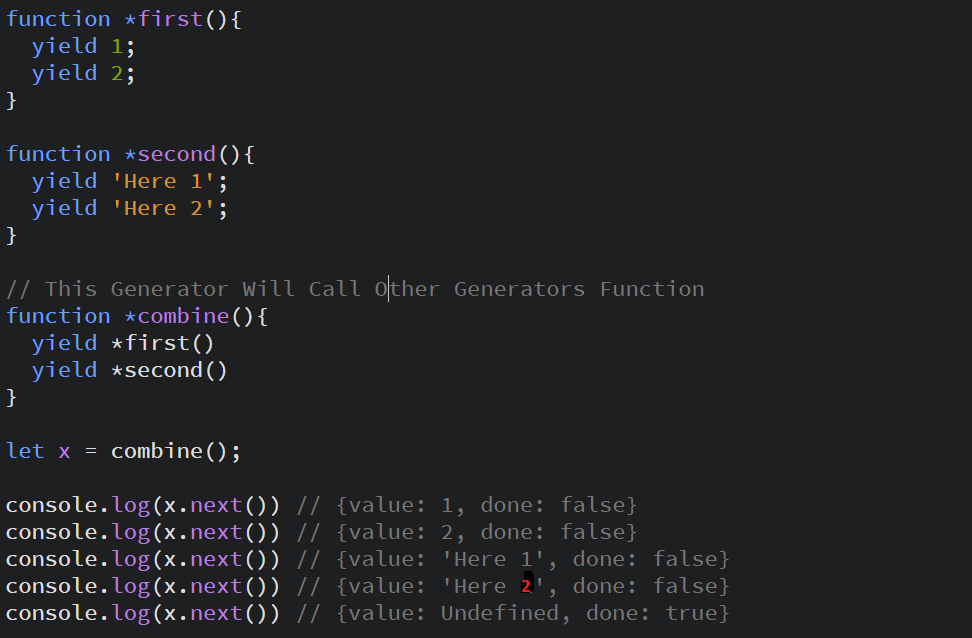 function *first(){
  yield 1;
  yield 2;
}
function *second(){
  yield 'Here 1';
  yield 'Here 2';
}
// This Generator Will Call Other Generators Function
function *combine(){
  yield *first()
  yield *second()
}
let x = combine();
console.log(x.next()) // {value: 1, done: false}
console.log(x.next()) // {value: 2, done: false}
console.log(x.next()) // {value: 'Here 1', done: false}
console.log(x.next()) // {value: 'Here 2', done: false}
console.log(x.next()) // {value: Undefined, done: true}